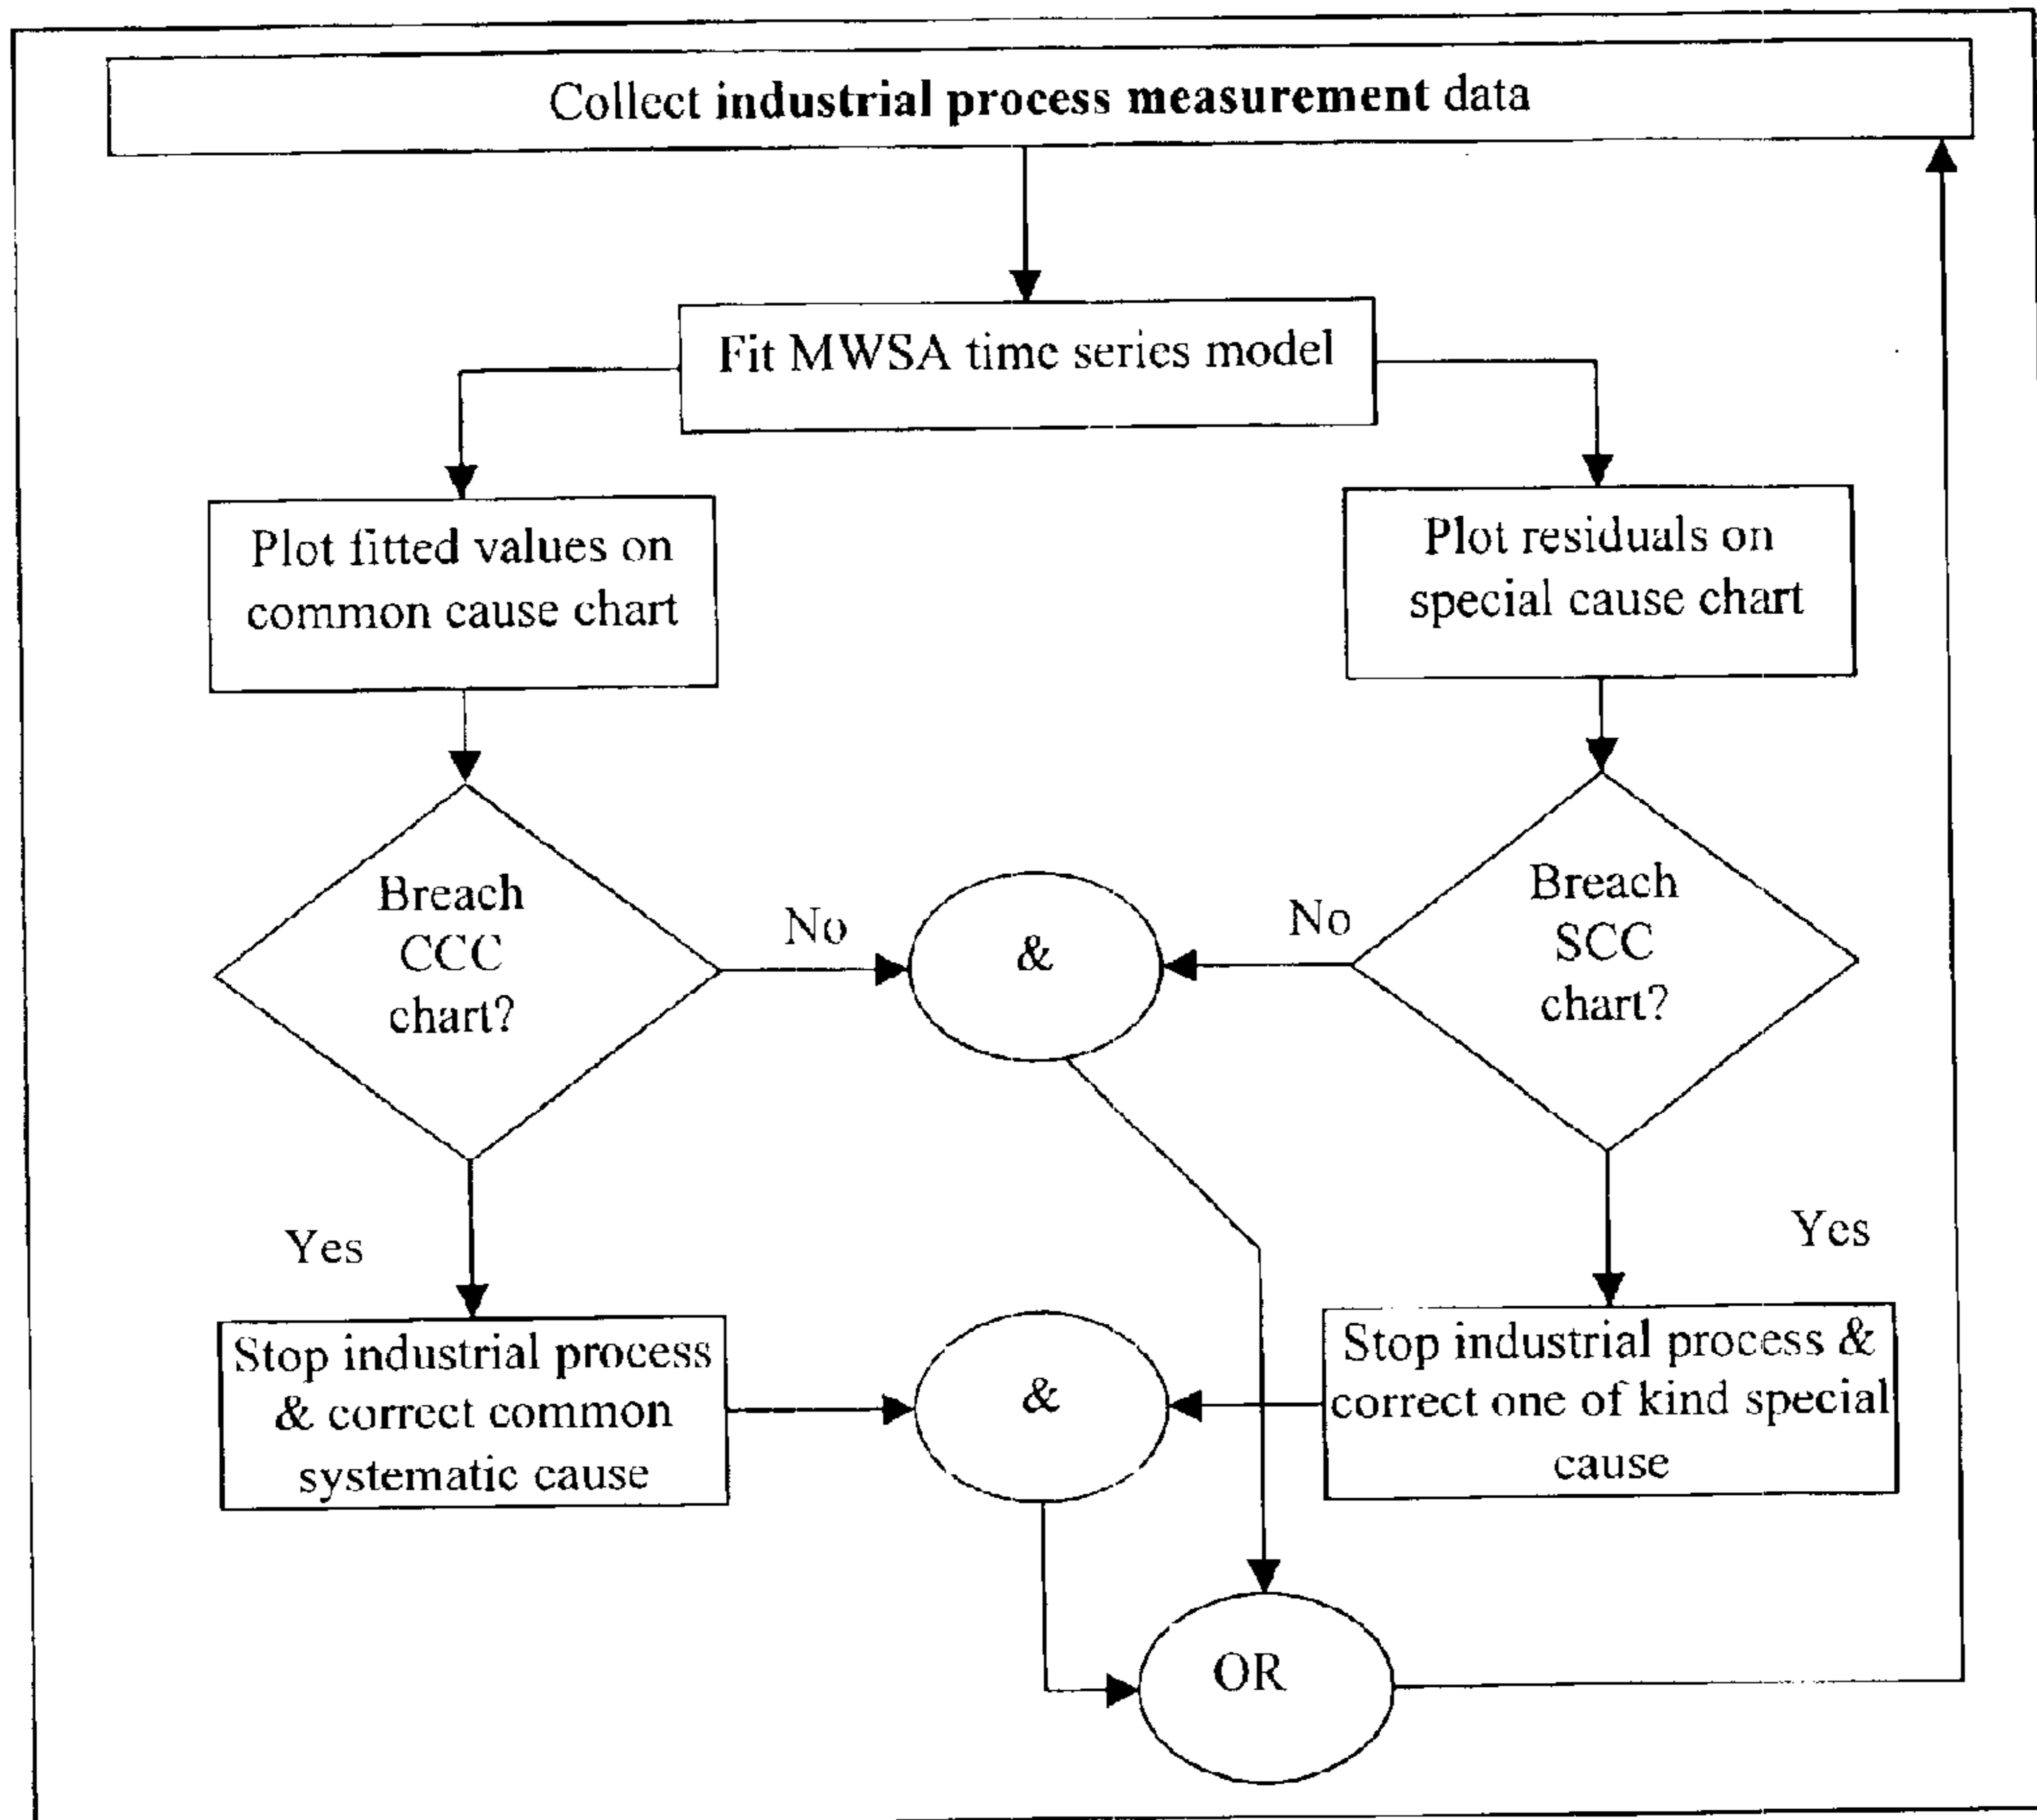 Collect industrial process measurement data
Fit MWSA time series model
Plot fitted values on
common cause chart
Plot residuals on
special cause chart
Breach
CCC
chart?
No
&
No
Breach
SCC
chart?
Yes
Yes
Stop industrial process
& correct common
systematic cause
&
Stop industrial process &
correct one of kind special
cause
OR